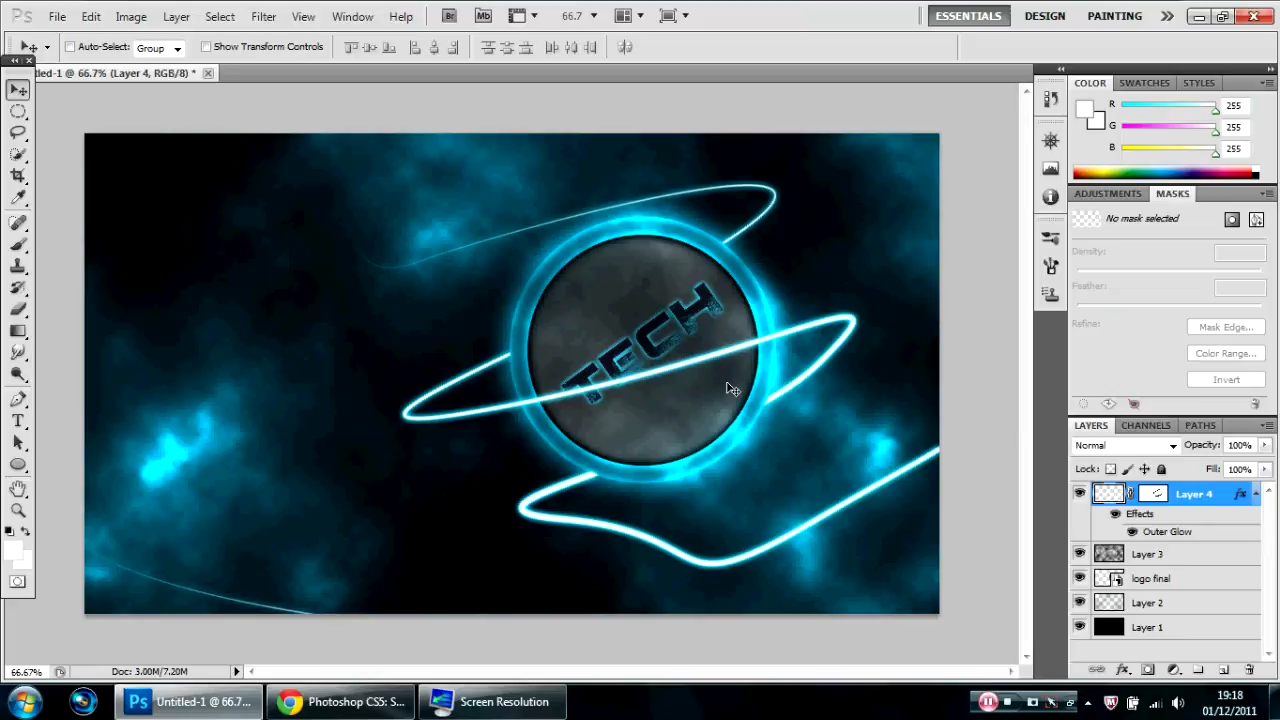 Ps File Edit Image Layer Select Filter View Window Help Br Mb 66.7 ESSENTIALS DESIGN PAINTING
Auto-Select: Group Show Transform Controls
tled-1 @ 66.7% (Layer 4, RGB/8) *
COLOR SWATCHES STYLES
R 255
G 255
B 255
ADJUSTMENTS MASKS
No mask selected
Density:
Feather:
Refine: Mask Edge...
Color Range...
Invert
TECH
LAYERS CHANNELS PATHS
Normal Opacity: 100%
Lock: Fill: 100%
Layer 4 fx
Effects
Outer Glow
Layer 3
logo final
Layer 2
Layer 1
66.67% Doc: 3.00M/7.20M
Ps Untitled-1 @ 66.7... Photoshop CS5: S... Screen Resolution
19:18
01/12/2011